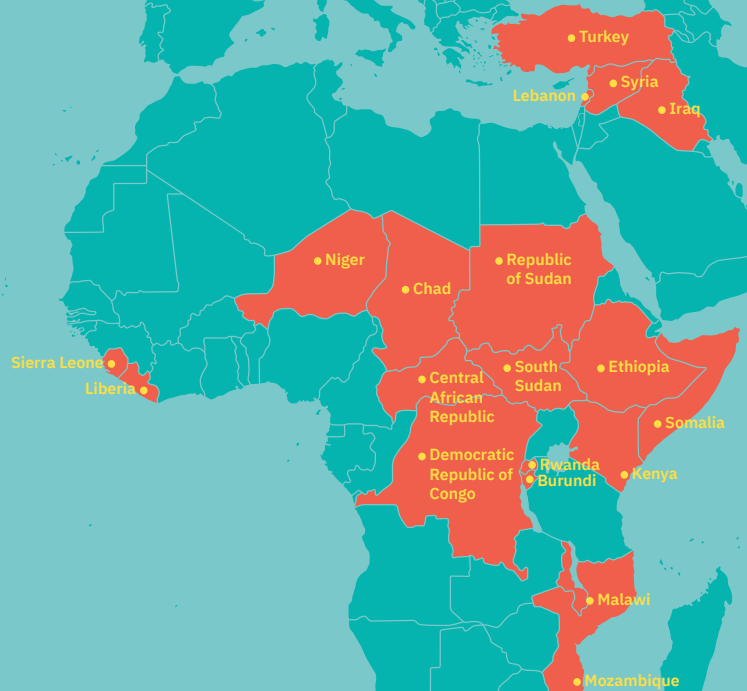 Turkey
Syria
Lebanon
Iraq
Niger
Republic
of Sudan
Chad
Sierra Leone
Liberia
Central
African
Republic
South
Sudan
Ethiopia
Somalia
Democratic
Republic of
Congo
Rwanda
Burundi
Kenya
Malawi
Mozambique